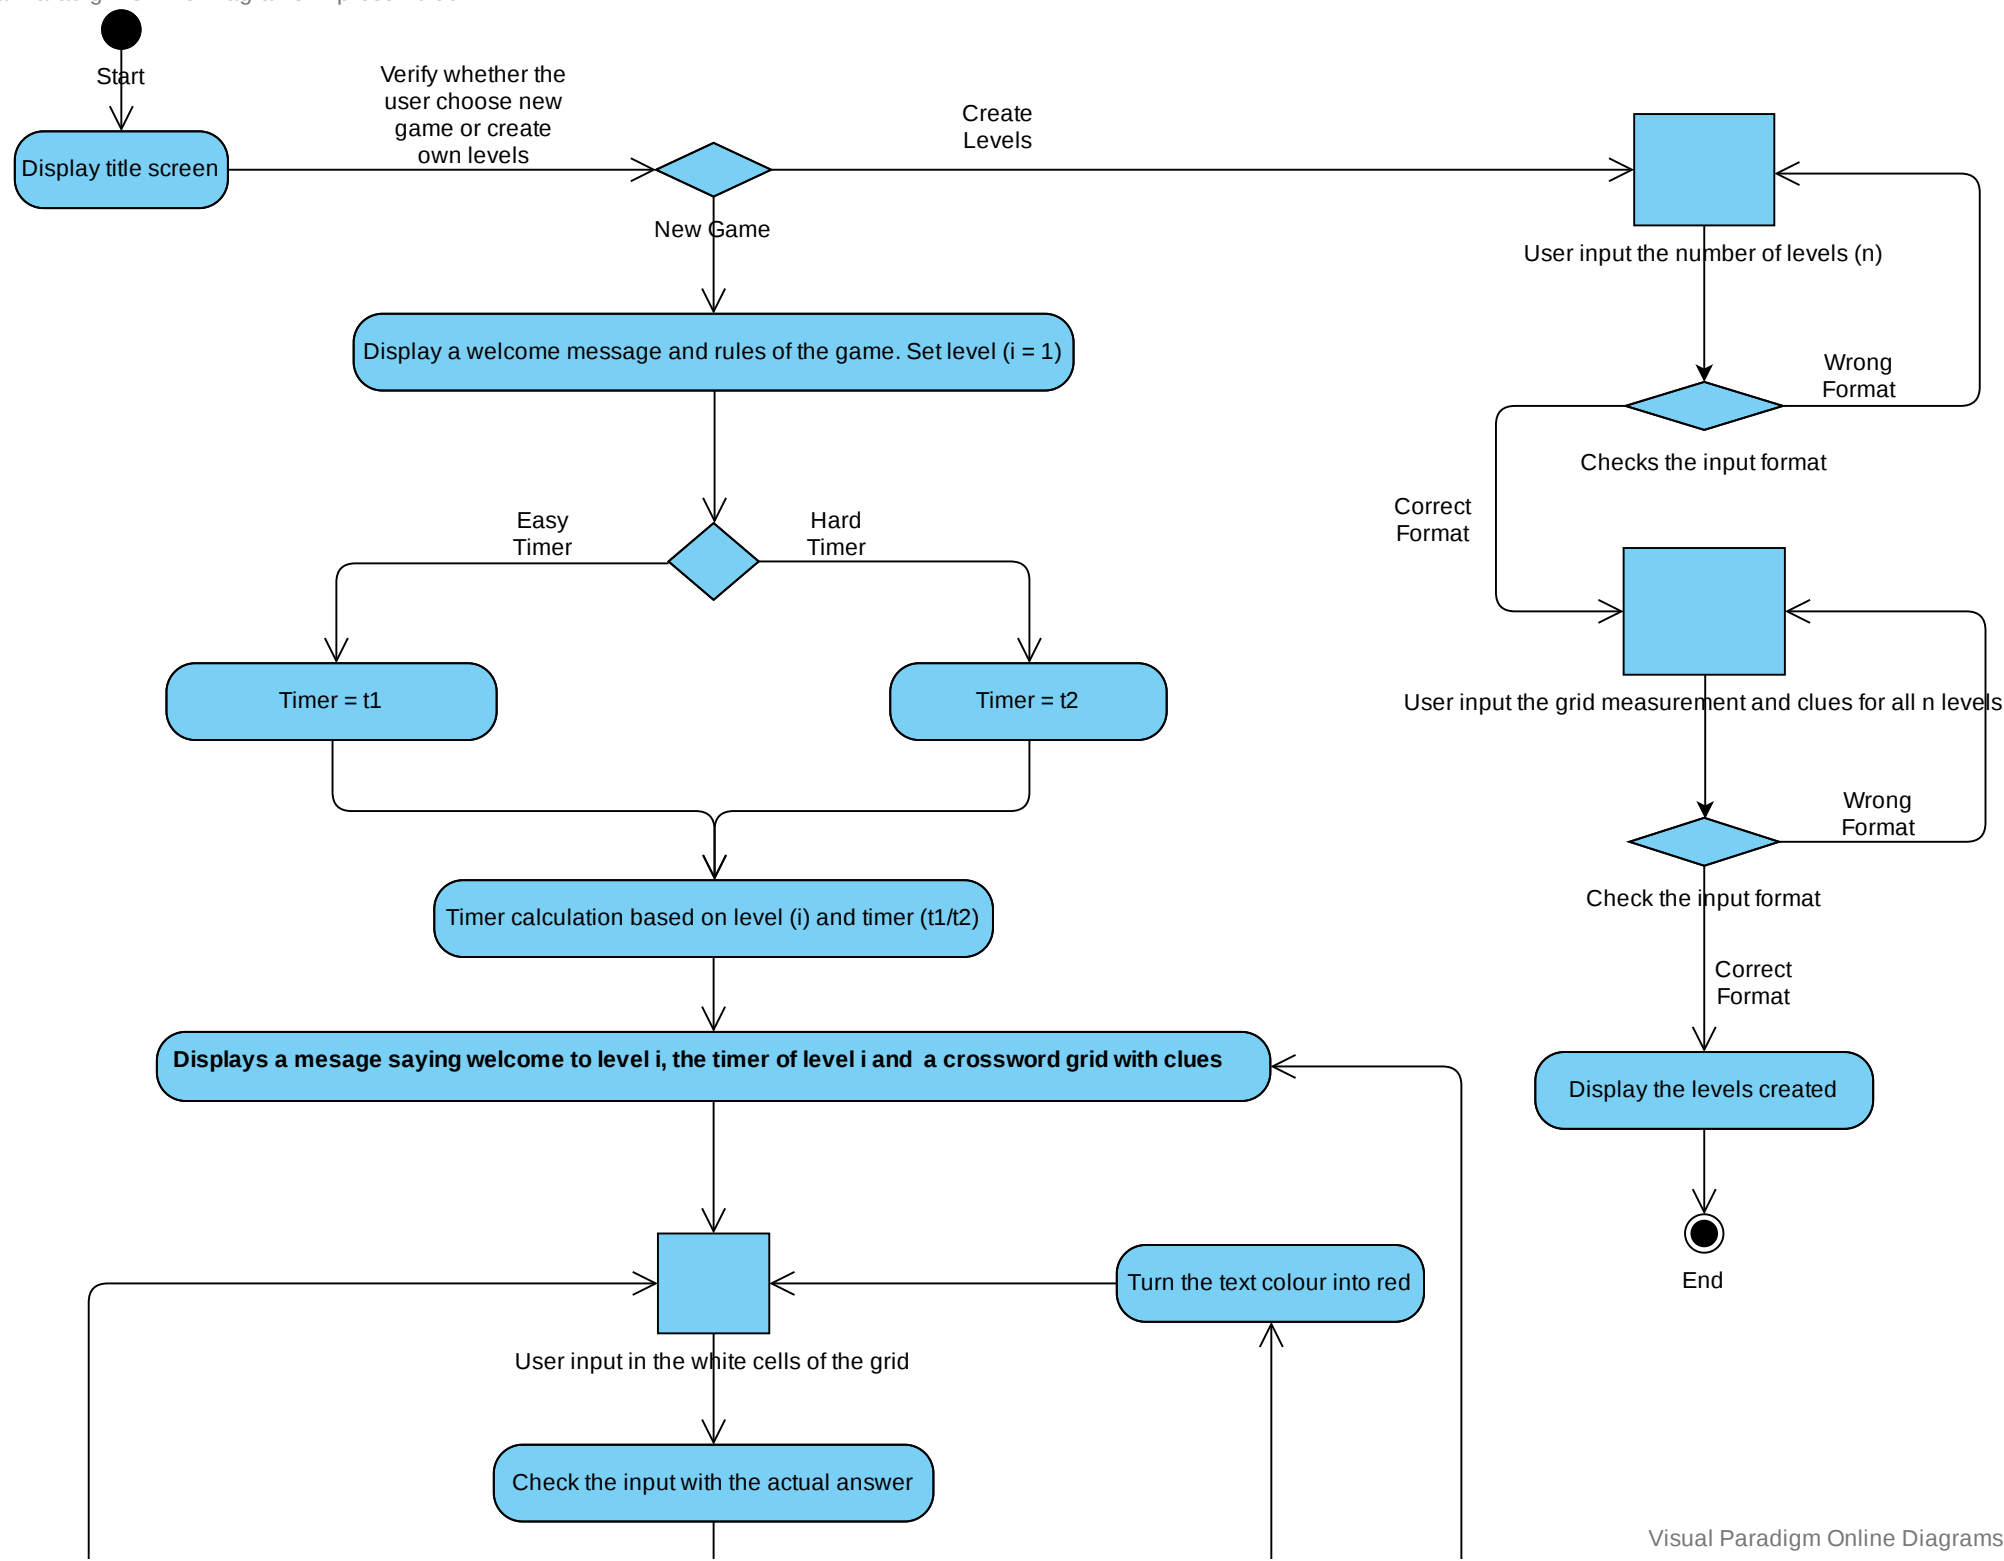 Start
Display title screen
Verify whether the
user choose new
game or create
own levels
Create
Levels
New Game
User input the number of levels (n)
Display a welcome message and rules of the game. Set level (i = 1)
Wrong
Format
Checks the input format
Correct
Format
Easy
Timer
Hard
Timer
Timer = t1
Timer = t2
User input the grid measurement and clues for all n levels
Wrong
Format
Check the input format
Timer calculation based on level (i) and timer (t1/t2)
Correct
Format
Displays a mesage saying welcome to level i, the timer of level i and  a crossword grid with clues
Display the levels created
End
Turn the text colour into red
User input in the white cells of the grid
Check the input with the actual answer
Visual Paradigm Online Diagrams